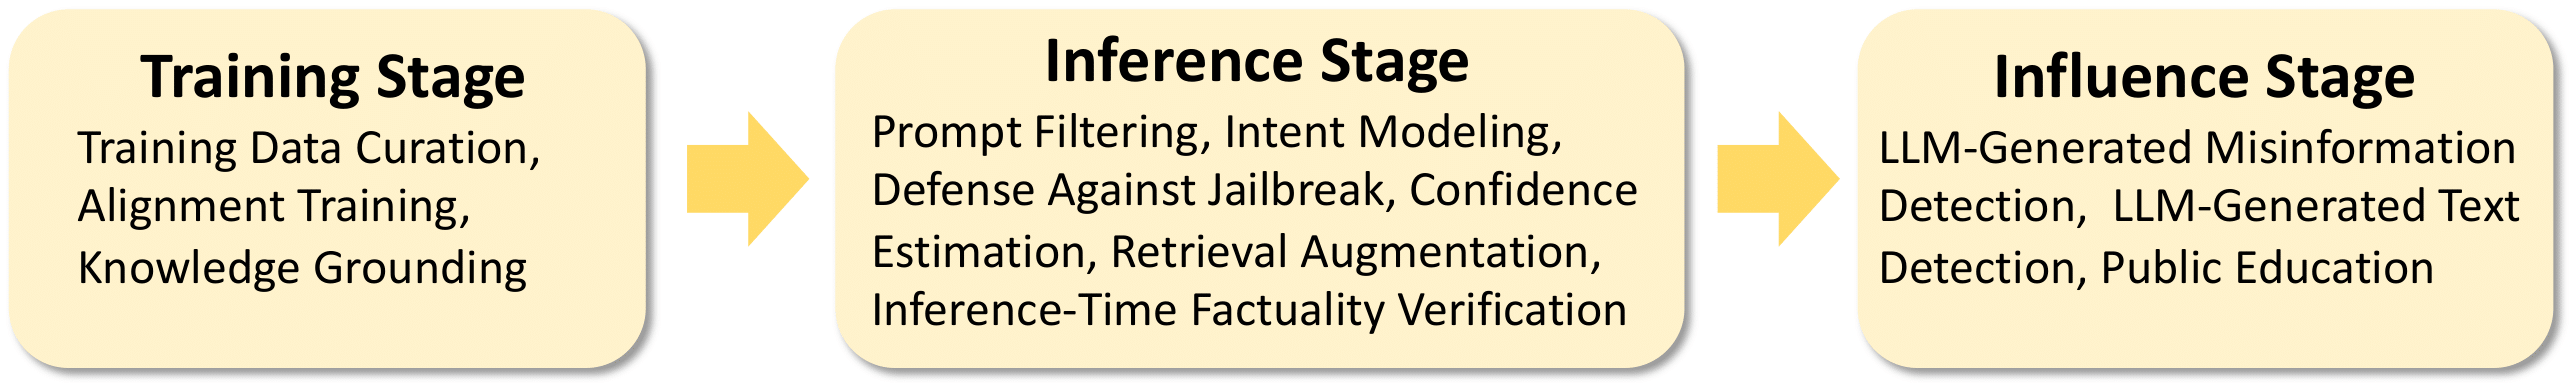 Training Stage
Training Data Curation,
Alignment Training,
Knowledge Grounding
Inference Stage
Prompt Filtering, Intent Modeling,
Defense Against Jailbreak, Confidence
Estimation, Retrieval Augmentation,
Inference-Time Factuality Verification
Influence Stage
LLM-Generated Misinformation
Detection, LLM-Generated Text
Detection, Public Education